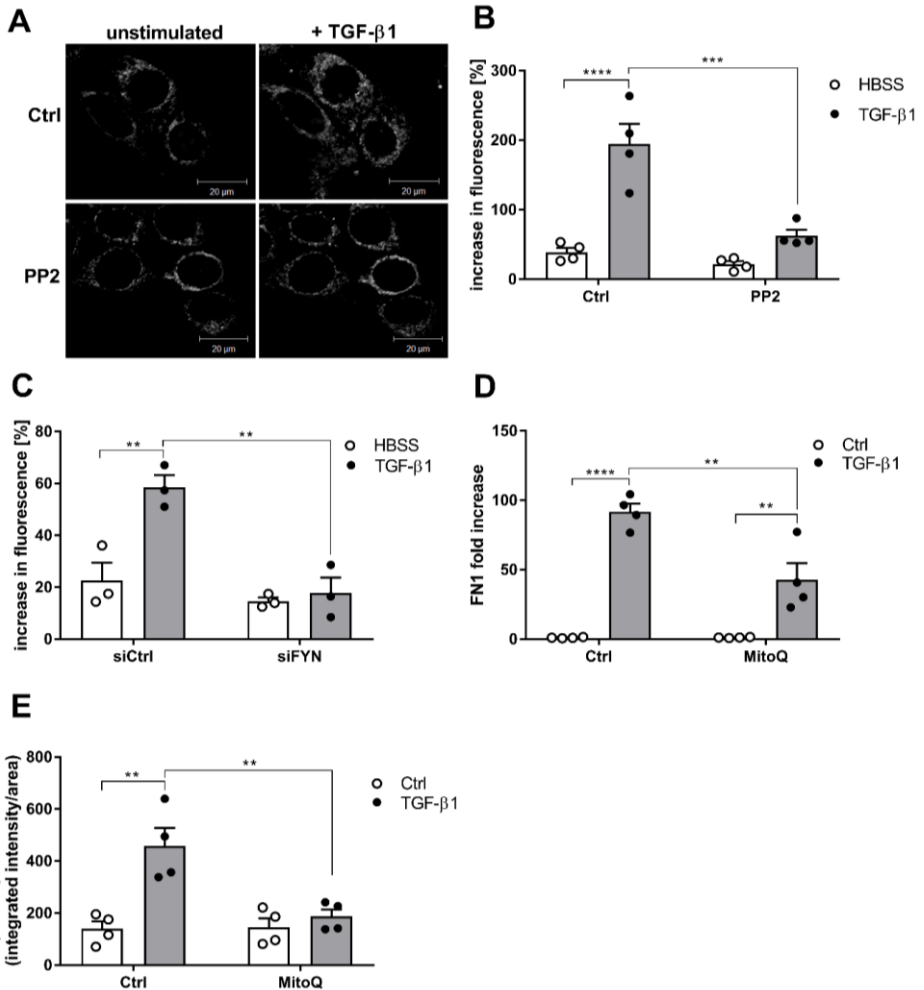 A
unstimulated
+ TGF-β1
Ctrl
20 µm
20 µm
PP2
20 µm
20 µm
B
increase in fluorescence [%]
300
200
100
0
****
***
HBSS
TGF-β1
Ctrl
PP2
C
increase in fluorescence [%]
80
60
40
20
0
**
**
HBSS
TGF-β1
siCtrl
siFYN
D
FN1 fold increase
150
100
50
0
****
**
**
Ctrl
TGF-β1
Ctrl
MitoQ
E
(integrated intensity/area)
800
600
400
200
0
**
**
Ctrl
TGF-β1
Ctrl
MitoQ